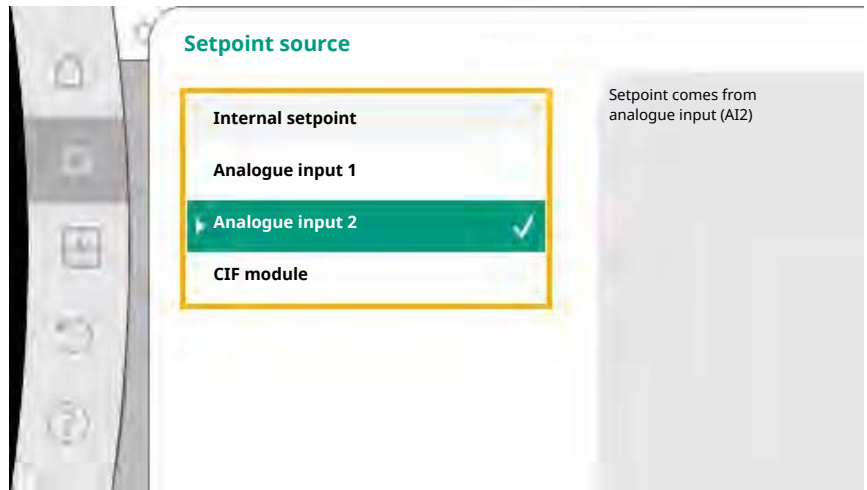 Setpoint source
Internal setpoint
Analogue input 1
Analogue input 2
CIF module
Setpoint comes from
analogue input (AI2)